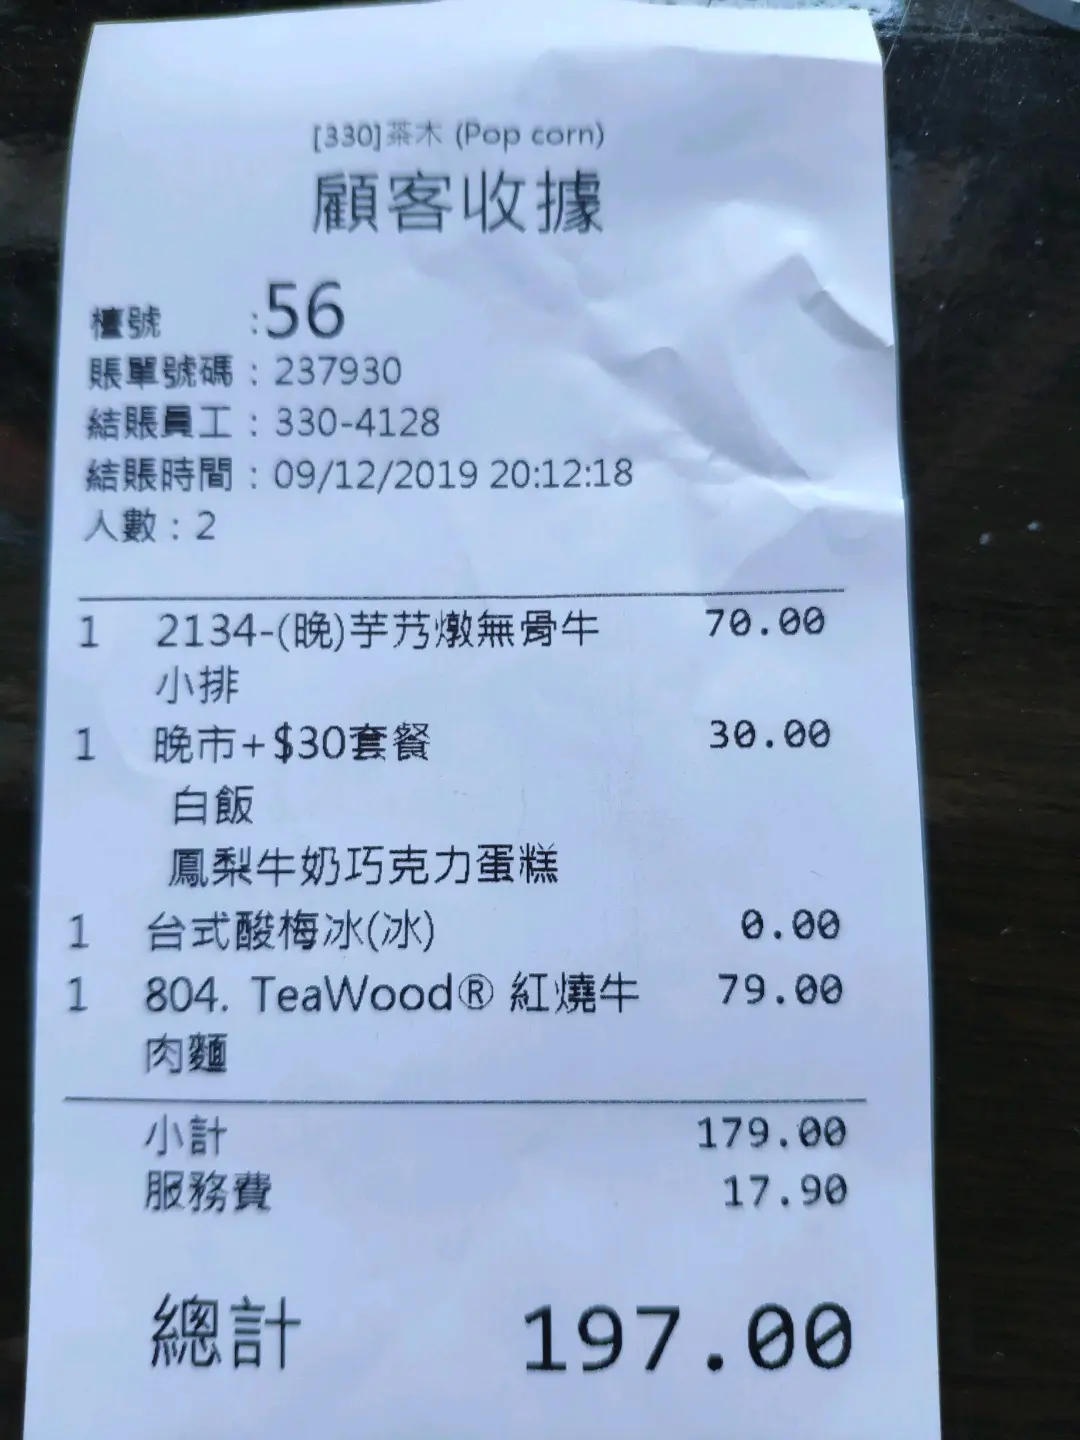 [330]茶木 (Pop corn)
顧客收據
檯號 :56
賬單號碼 : 237930
結賬員工 : 330-4128
結賬時間 : 09/12/2019 20:12:18
人數 : 2
1 2134-(晚)芋艿燉無骨牛 70.00
小排
1 晚市+$30套餐 30.00
白飯
鳳梨牛奶巧克力蛋糕
1 台式酸梅冰(冰) 0.00
1 804. TeaWood® 紅燒牛 79.00
肉麵
小計 179.00
服務費 17.90
總計 197.00